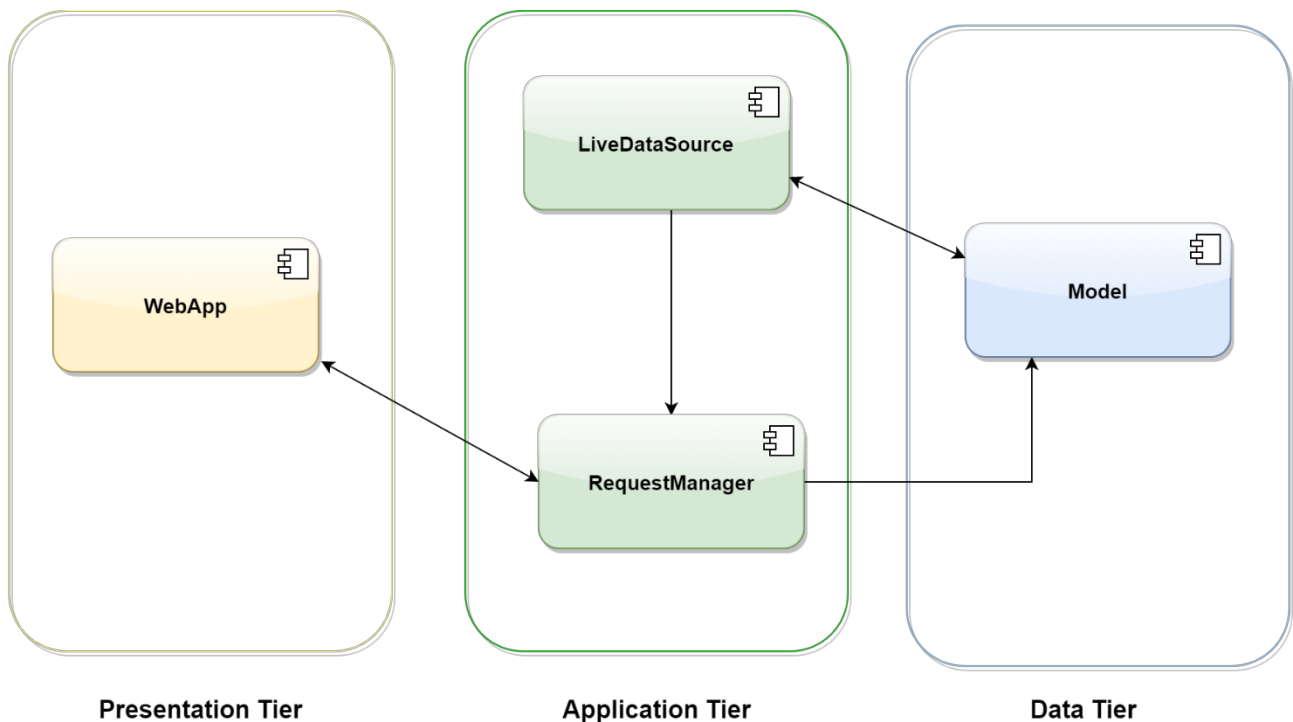 LiveDataSource
WebApp
Model
RequestManager
Presentation Tier
Application Tier
Data Tier